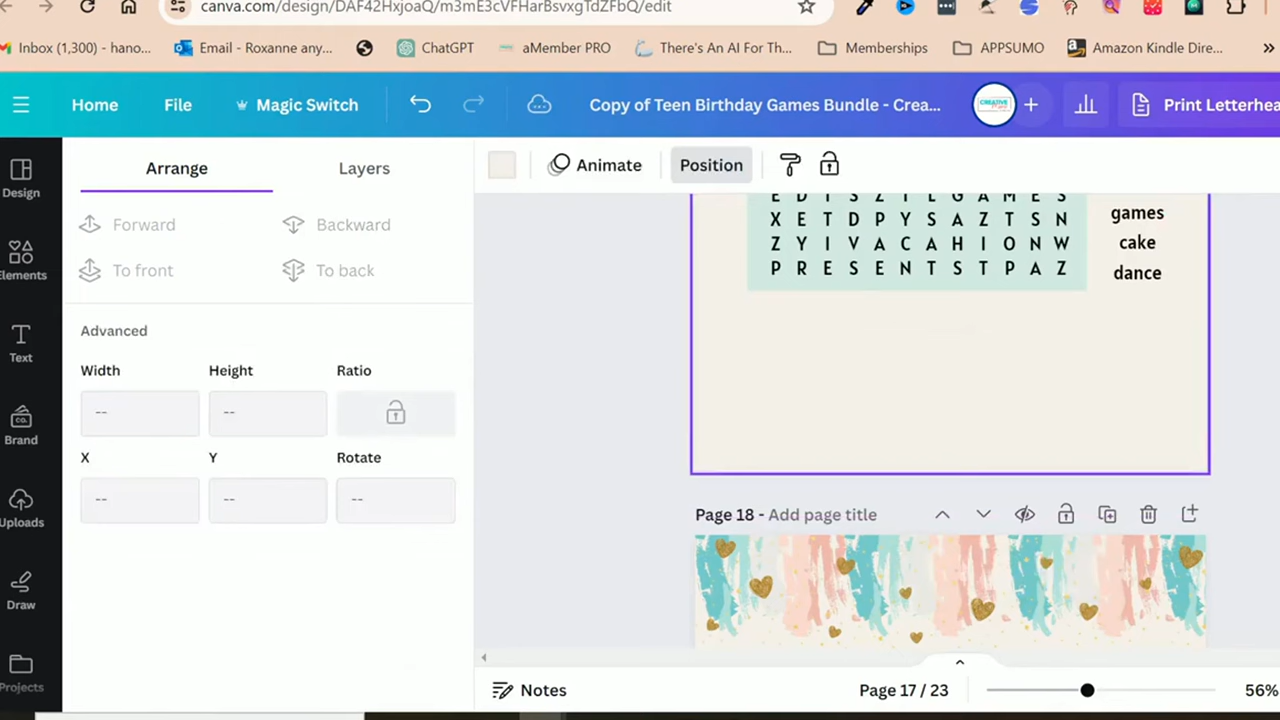 canva.com/design/DAF42HxjoaQ/m3mE3cVFHarBsvxgTdZFbQ/edit
Inbox (1,300) - hano...
Email - Roxanne any...
ChatGPT
aMember PRO
There's An AI For Th...
Memberships
APPSUMO
Amazon Kindle Dire...
»
Home
File
Magic Switch
Copy of Teen Birthday Games Bundle - Crea...
CREATIVE
+
Print Letterhea
Design
Elements
Text
Brand
Uploads
Draw
Projects
Arrange
Layers
Forward
Backward
To front
To back
Advanced
Width
Height
Ratio
--
--
X
Y
Rotate
--
--
--
Animate
Position
E D I S Z T L G A M E S
X E T D P Y S A Z T S N
Z Y I V A C A H I O N W
P R E S E N T S T P A Z
games
cake
dance
Page 18 - Add page title
Notes
Page 17 / 23
56%